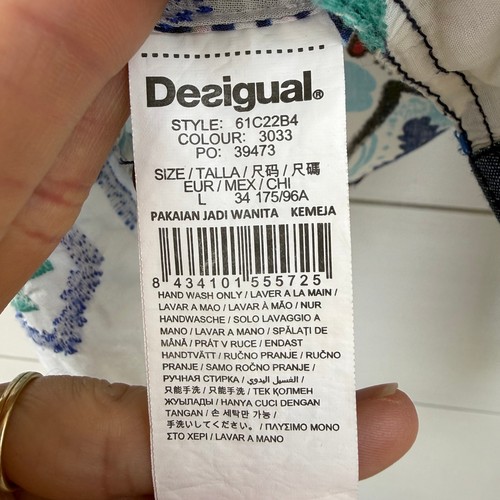 Desigual®
STYLE: 61C22B4
COLOUR: 3033
PO: 39473
SIZE / TALLA / 尺码 / 尺碼
EUR / MEX / CHI
L 34 175/96A
PAKAIAN JADI WANITA KEMEJA
8 434101 555725
HAND WASH ONLY / LAVER A LA MAIN /
LAVAR A MAO / LAVAR À MÃO / NUR
HANDWASCHE / SOLO LAVAGGIO A
MANO / LAVAR A MANO / SPĂLAȚI DE
MÂNĂ / PRÁT V RUCE / ENDAST
HANDTVÄTT / RUČNO PRANJE / RUČNO
PRANJE / SAMO ROČNO PRANJE /
РУЧНАЯ СТИРКА / الغسيل اليدوي /
只能手洗 / 只能手洗 / ТЕК ҚОЛМЕН
ЖУЫЛАДЫ / HANYA CUCI DENGAN
TANGAN / 손 세탁만 가능 /
手洗いしてください。 / ΠΛΥΣΙΜΟ ΜΟΝΟ
ΣΤΟ ΧΕΡΙ / LAVAR A MANO